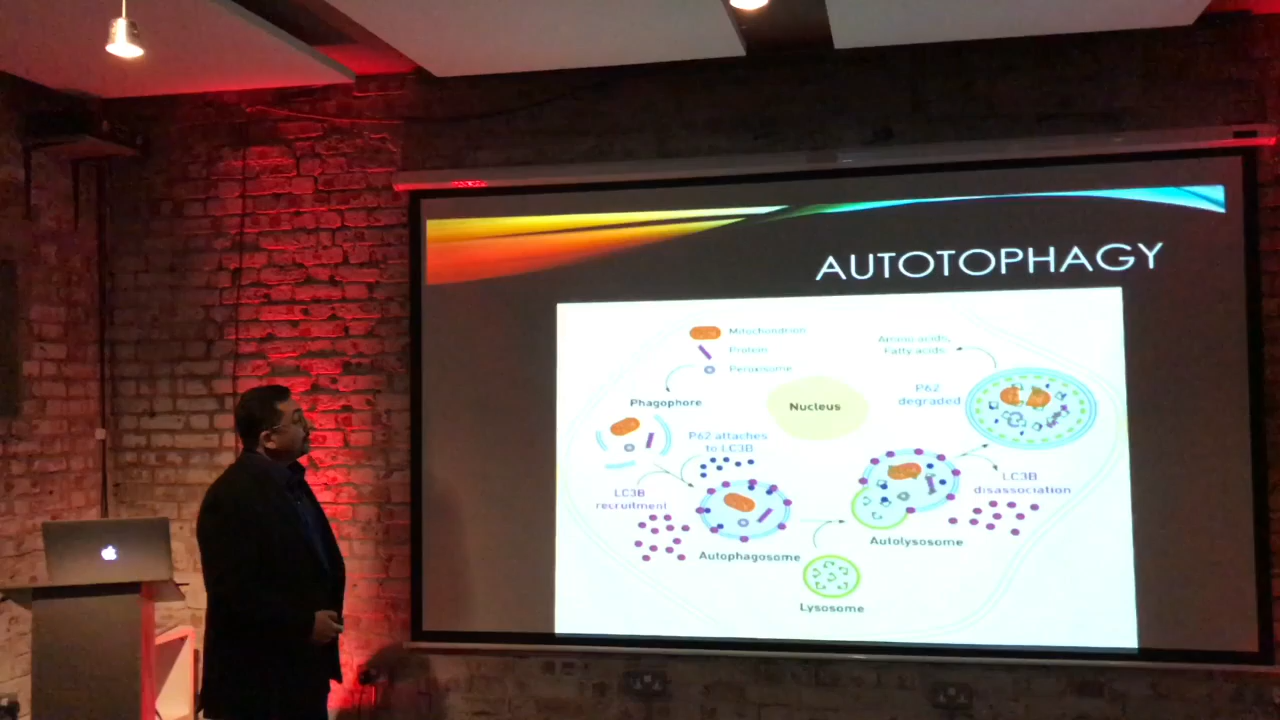 AUTOTOPHAGY
Mitochondrion
Protein
Peroxisome
Phagophore
Nucleus
Amino acids,
Fatty acids
P62
degraded
P62 attaches
to LC3B
LC3B
recruitment
LC3B
disassociation
Autophagosome
Autolysosome
Lysosome